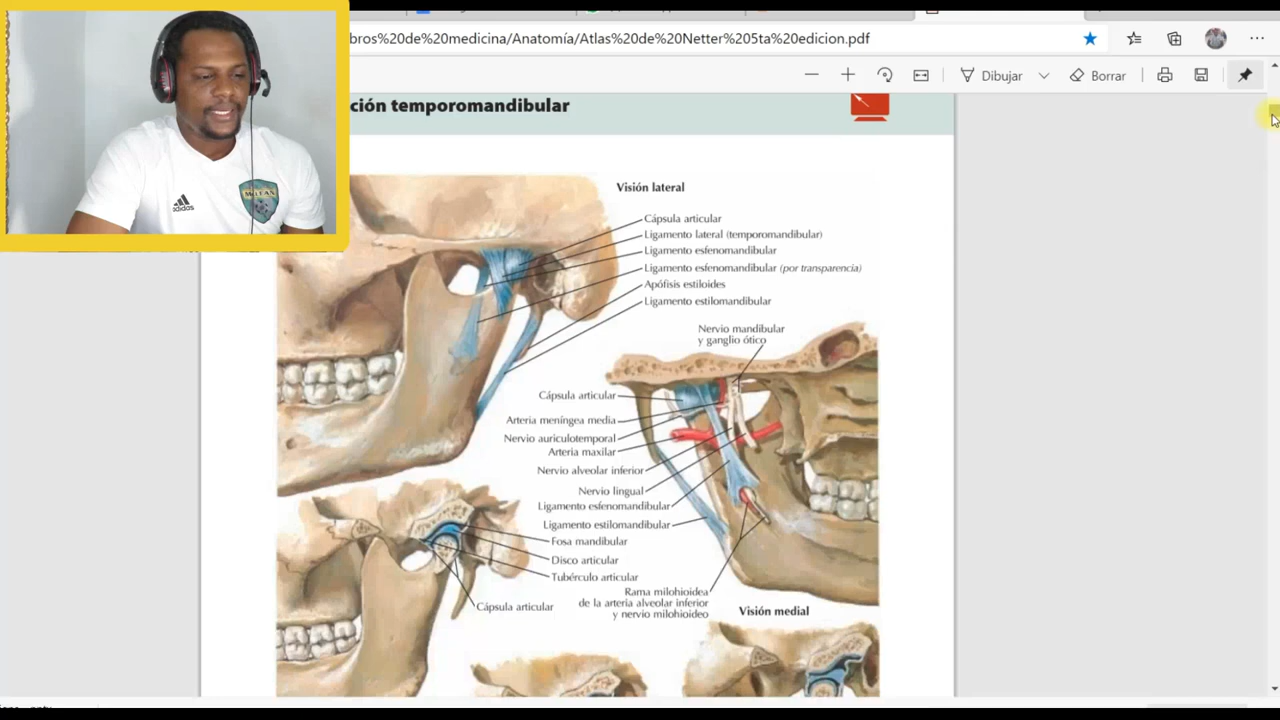 bros%20de%20medicina/Anatomía/Atlas%20de%20Netter%205ta%20edicion.pdf
Dibujar
Borrar
ción temporomandibular
Visión lateral
Cápsula articular
Ligamento lateral (temporomandibular)
Ligamento esfenomandibular
Ligamento esfenomandibular (por transparencia)
Apófisis estiloides
Ligamento estilomandibular
Nervio mandibular
y ganglio ótico
Cápsula articular
Arteria meníngea media
Nervio auriculotemporal
Arteria maxilar
Nervio alveolar inferior
Nervio lingual
Ligamento esfenomandibular
Ligamento estilomandibular
Fosa mandibular
Disco articular
Tubérculo articular
Cápsula articular
Rama milohioidea
de la arteria alveolar inferior
y nervio milohioideo
Visión medial
adidas